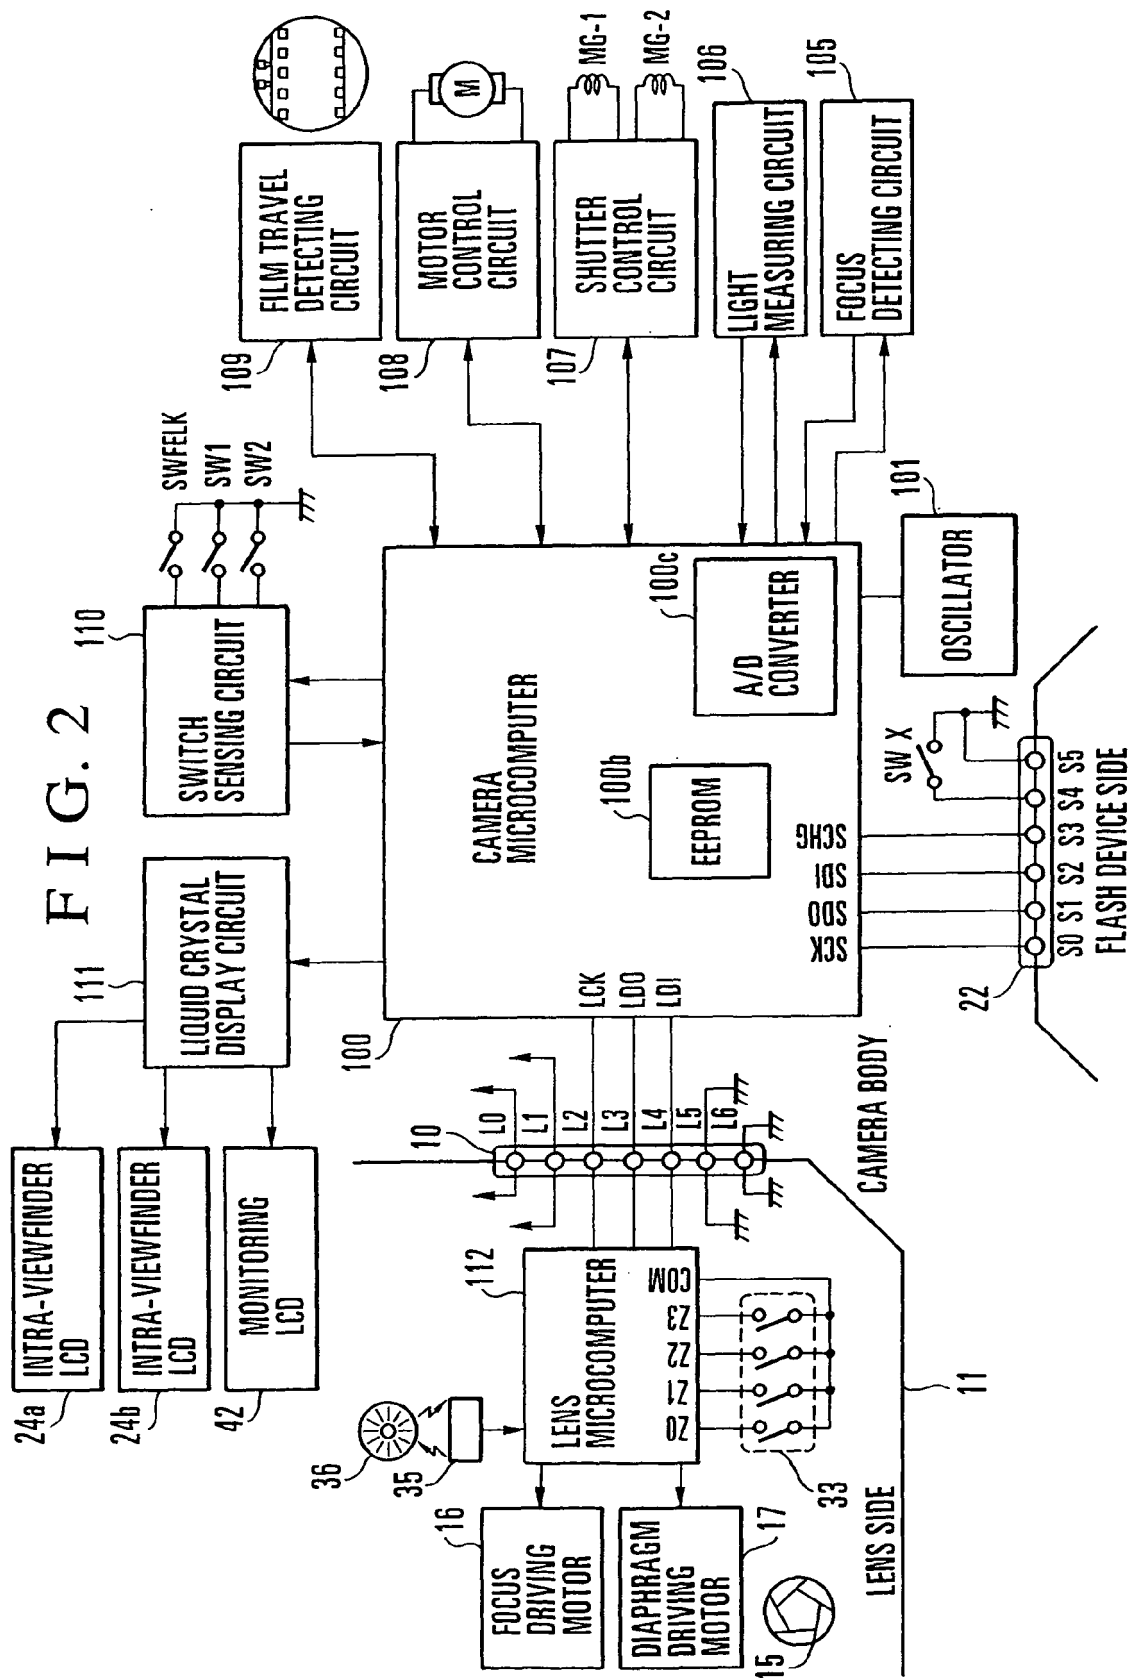 FIG. 2
24a
INTRA-VIEWFINDER
LCD
24b
INTRA-VIEWFINDER
LCD
42
MONITORING
LCD
111
LIQUID CRYSTAL
DISPLAY CIRCUIT
110
SWITCH
SENSING CIRCUIT
SWFELK
SW1
SW2
109
FILM TRAVEL
DETECTING
CIRCUIT
108
MOTOR
CONTROL
CIRCUIT
M
107
SHUTTER
CONTROL
CIRCUIT
MG-1
MG-2
LIGHT
MEASURING CIRCUIT
106
FOCUS
DETECTING CIRCUIT
105
100
CAMERA
MICROCOMPUTER
100b
EEPROM
100c
A/D
CONVERTER
LCK
LDO
LDI
SCK
SDO
SDI
SCHG
OSCILLATOR
101
SW X
22
S0 S1 S2 S3 S4 S5
FLASH DEVICE SIDE
CAMERA BODY
10
L0
L1
L2
L3
L4
L5
L6
36
35
112
LENS
MICROCOMPUTER
Z0 Z1 Z2 Z3 COM
33
16
FOCUS
DRIVING
MOTOR
17
DIAPHRAGM
DRIVING
MOTOR
15
LENS SIDE
11